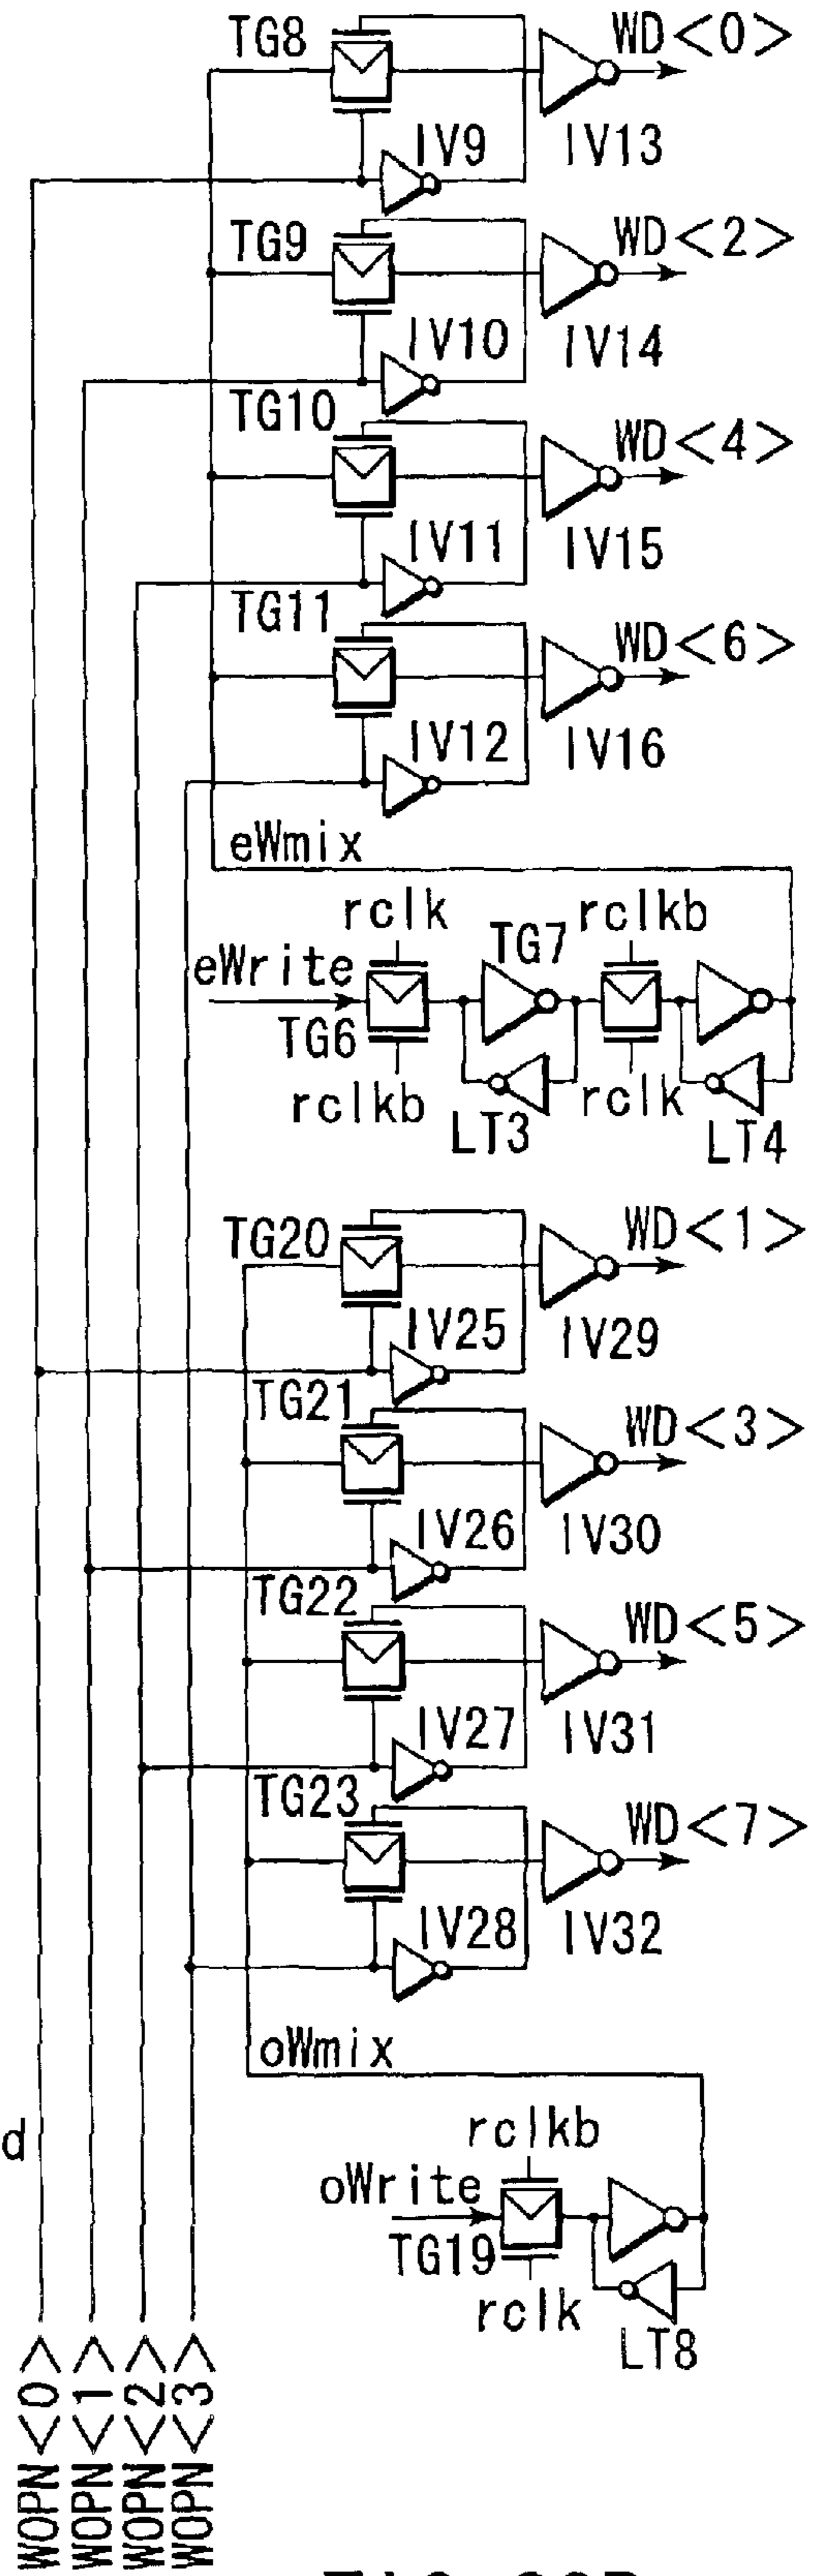 TG8
WD<0>
IV9
IV13
TG9
WD<2>
IV10
IV14
TG10
WD<4>
IV11
IV15
TG11
WD<6>
IV12
IV16
eWmix
rclk
TG7
rclkb
eWrite
TG6
rclkb
LT3
rclk
LT4
TG20
WD<1>
IV25
IV29
TG21
WD<3>
IV26
IV30
TG22
WD<5>
IV27
IV31
TG23
WD<7>
IV28
IV32
oWmix
d
rclkb
oWrite
TG19
rclk
LT8
WOPN<0>
WOPN<1>
WOPN<2>
WOPN<3>